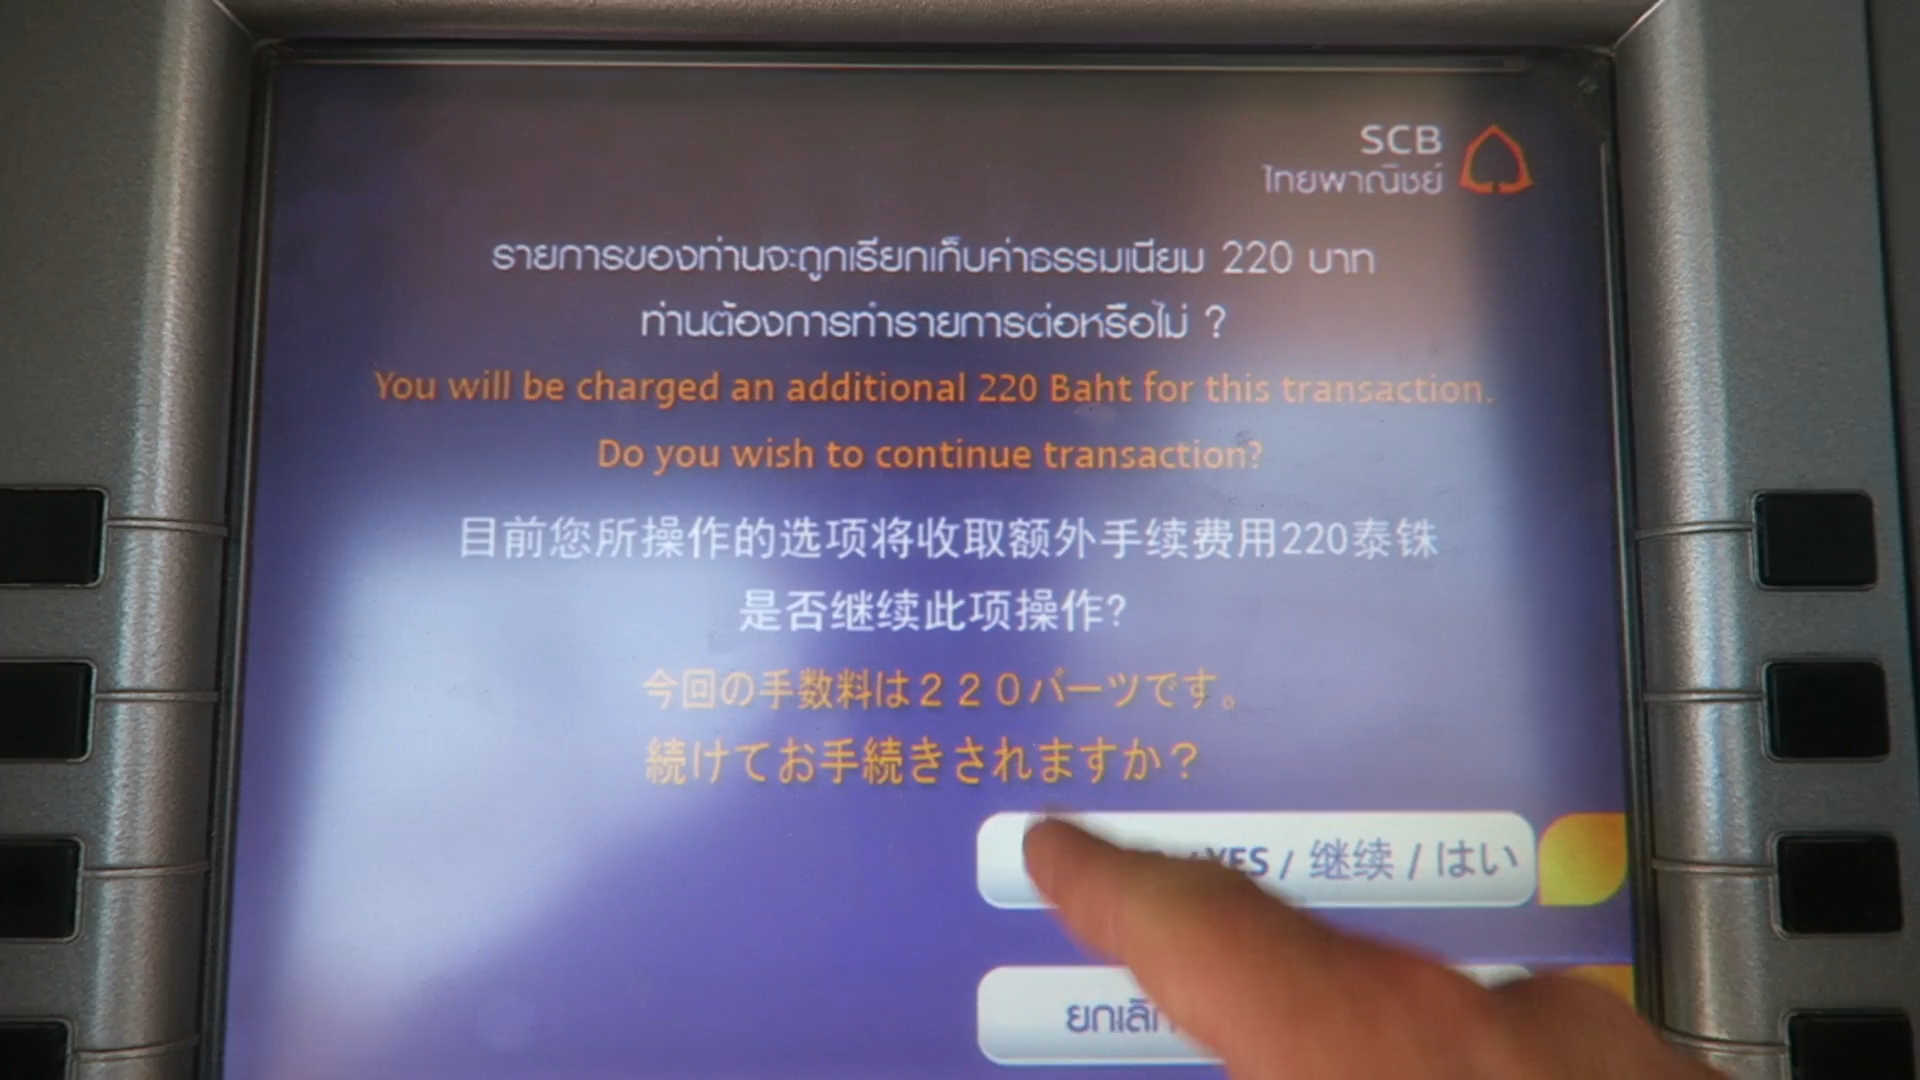 SCB
ไทยพาณิชย์
รายการของท่านจะถูกเรียกเก็บค่าธรรมเนียม 220 บาท
ท่านต้องการทำรายการต่อหรือไม่ ?
You will be charged an additional 220 Baht for this transaction.
Do you wish to continue transaction?
目前您所操作的选项将收取额外手续费用220泰铢
是否继续此项操作?
今回の手数料は２２０バーツです。
続けてお手続きされますか？
YES / 继续 / はい